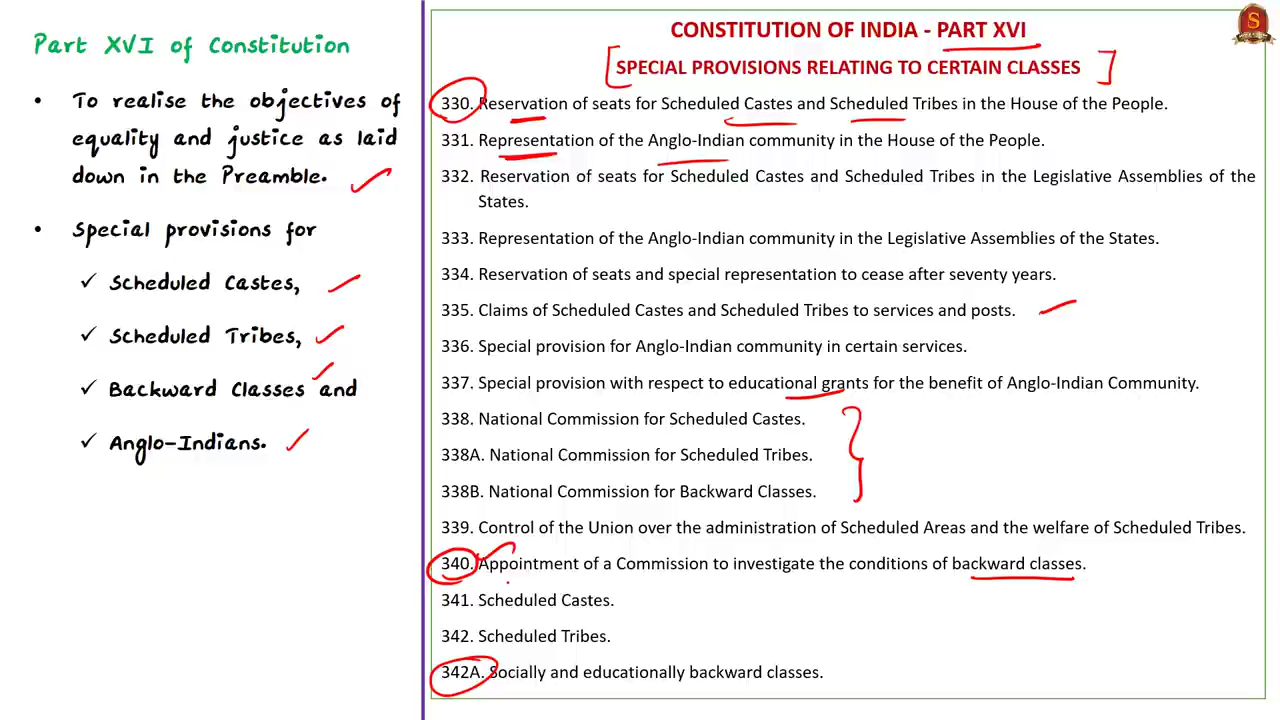 Part XVI of Constitution
• To realise the objectives of
equality and justice as laid
down in the Preamble.
• Special provisions for
✓ Scheduled Castes,
✓ Scheduled Tribes,
✓ Backward Classes and
✓ Anglo-Indians.
CONSTITUTION OF INDIA - PART XVI
[SPECIAL PROVISIONS RELATING TO CERTAIN CLASSES]
330. Reservation of seats for Scheduled Castes and Scheduled Tribes in the House of the People.
331. Representation of the Anglo-Indian community in the House of the People.
332. Reservation of seats for Scheduled Castes and Scheduled Tribes in the Legislative Assemblies of the
States.
333. Representation of the Anglo-Indian community in the Legislative Assemblies of the States.
334. Reservation of seats and special representation to cease after seventy years.
335. Claims of Scheduled Castes and Scheduled Tribes to services and posts.
336. Special provision for Anglo-Indian community in certain services.
337. Special provision with respect to educational grants for the benefit of Anglo-Indian Community.
338. National Commission for Scheduled Castes.
338A. National Commission for Scheduled Tribes.
338B. National Commission for Backward Classes.
339. Control of the Union over the administration of Scheduled Areas and the welfare of Scheduled Tribes.
340. Appointment of a Commission to investigate the conditions of backward classes.
341. Scheduled Castes.
342. Scheduled Tribes.
342A. Socially and educationally backward classes.
S